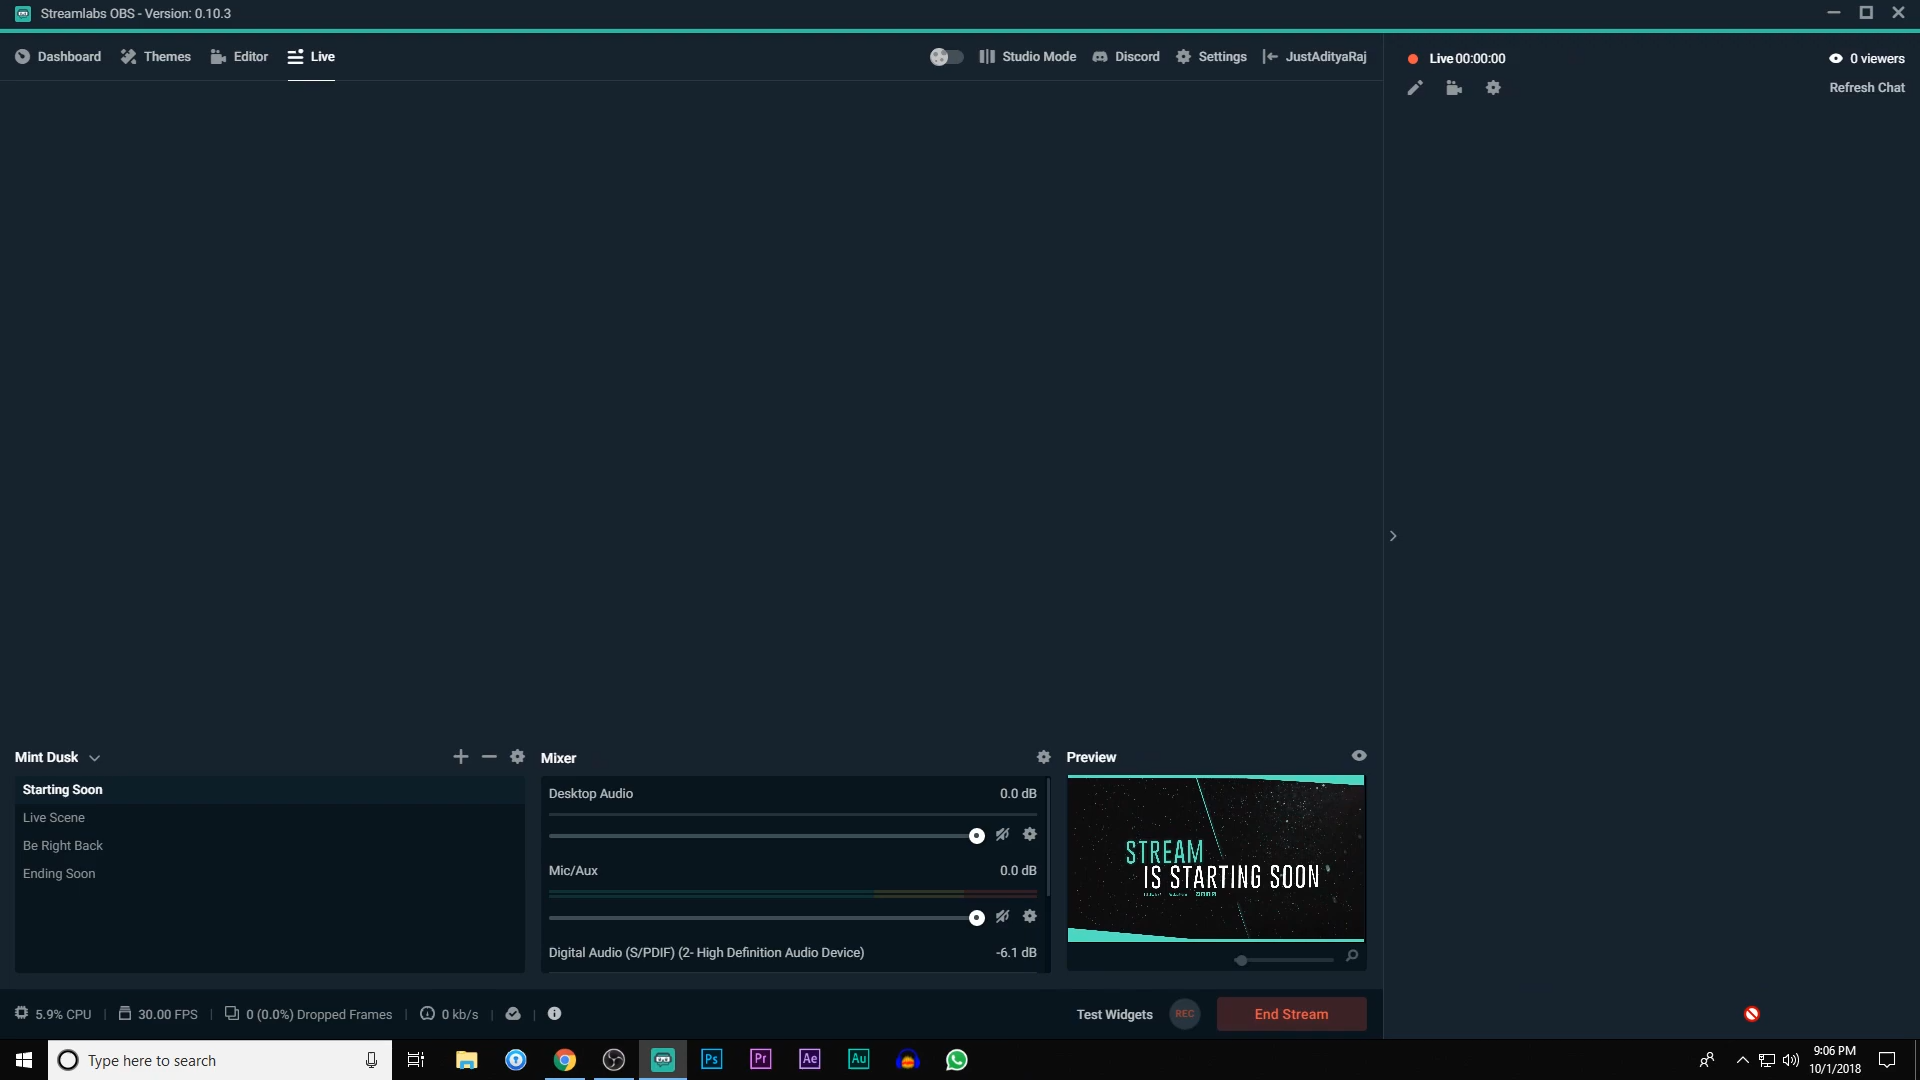 Streamlabs OBS - Version: 0.10.3
Dashboard Themes Editor Live
Studio Mode Discord Settings JustAdityaRaj
Live 00:00:00 0 viewers
Refresh Chat
Mint Dusk
Starting Soon
Live Scene
Be Right Back
Ending Soon
Mixer
Desktop Audio 0.0 dB
Mic/Aux 0.0 dB
Digital Audio (S/PDIF) (2- High Definition Audio Device) -6.1 dB
Preview
STREAM
IS STARTING SOON
5.9% CPU | 30.00 FPS | 0 (0.0%) Dropped Frames | 0 kb/s
Test Widgets REC End Stream
Type here to search
Ps Pr Ae Au
9:06 PM
10/1/2018